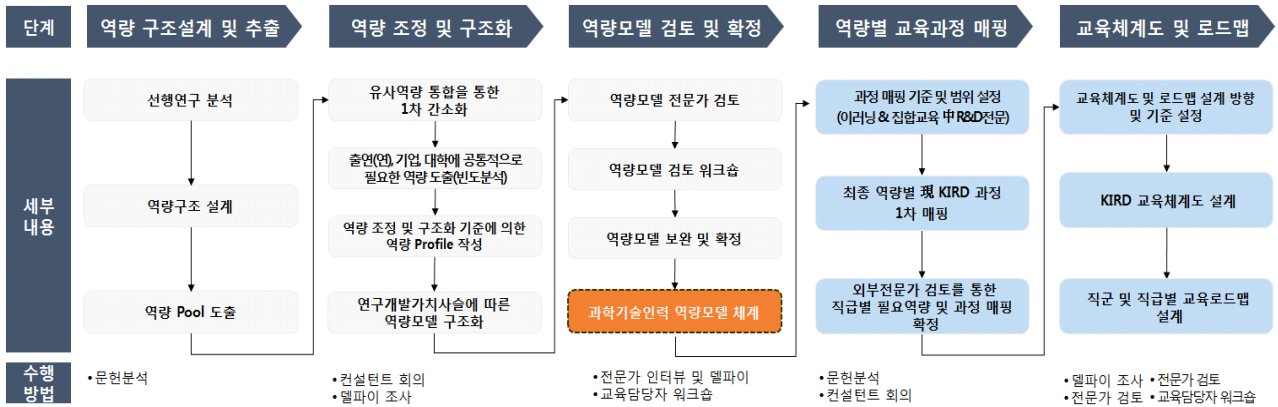 단계
역량 구조설계 및 추출
역량 조정 및 구조화
역량모델 검토 및 확정
역량별 교육과정 매핑
교육체계도 및 로드맵
세부
내용
선행연구 분석
역량구조 설계
역량 Pool 도출
유사역량 통합을 통한
1차 간소화
출연(연), 기업, 대학에 공통적으로
필요한 역량 도출(빈도분석)
역량 조정 및 구조화 기준에 의한
역량 Profile 작성
연구개발가치사슬에 따른
역량모델 구조화
역량모델 전문가 검토
역량모델 검토 워크숍
역량모델 보완 및 확정
과학기술인력 역량모델 체계
과정 매핑 기준 및 범위 설정
(이러닝 & 집합교육 中 R&D전문)
최종 역량별 現 KIRD 과정
1차 매핑
외부전문가 검토를 통한
직급별 필요역량 및 과정 매핑
확정
교육체계도 및 로드맵 설계 방향
및 기준 설정
KIRD 교육체계도 설계
직군 및 직급별 교육로드맵
설계
수행
방법
• 문헌분석
• 컨설턴트 회의
• 델파이 조사
• 전문가 인터뷰 및 델파이
• 교육담당자 워크숍
• 문헌분석
• 컨설턴트 회의
• 델파이 조사 • 전문가 검토
• 전문가 검토 • 교육담당자 워크숍